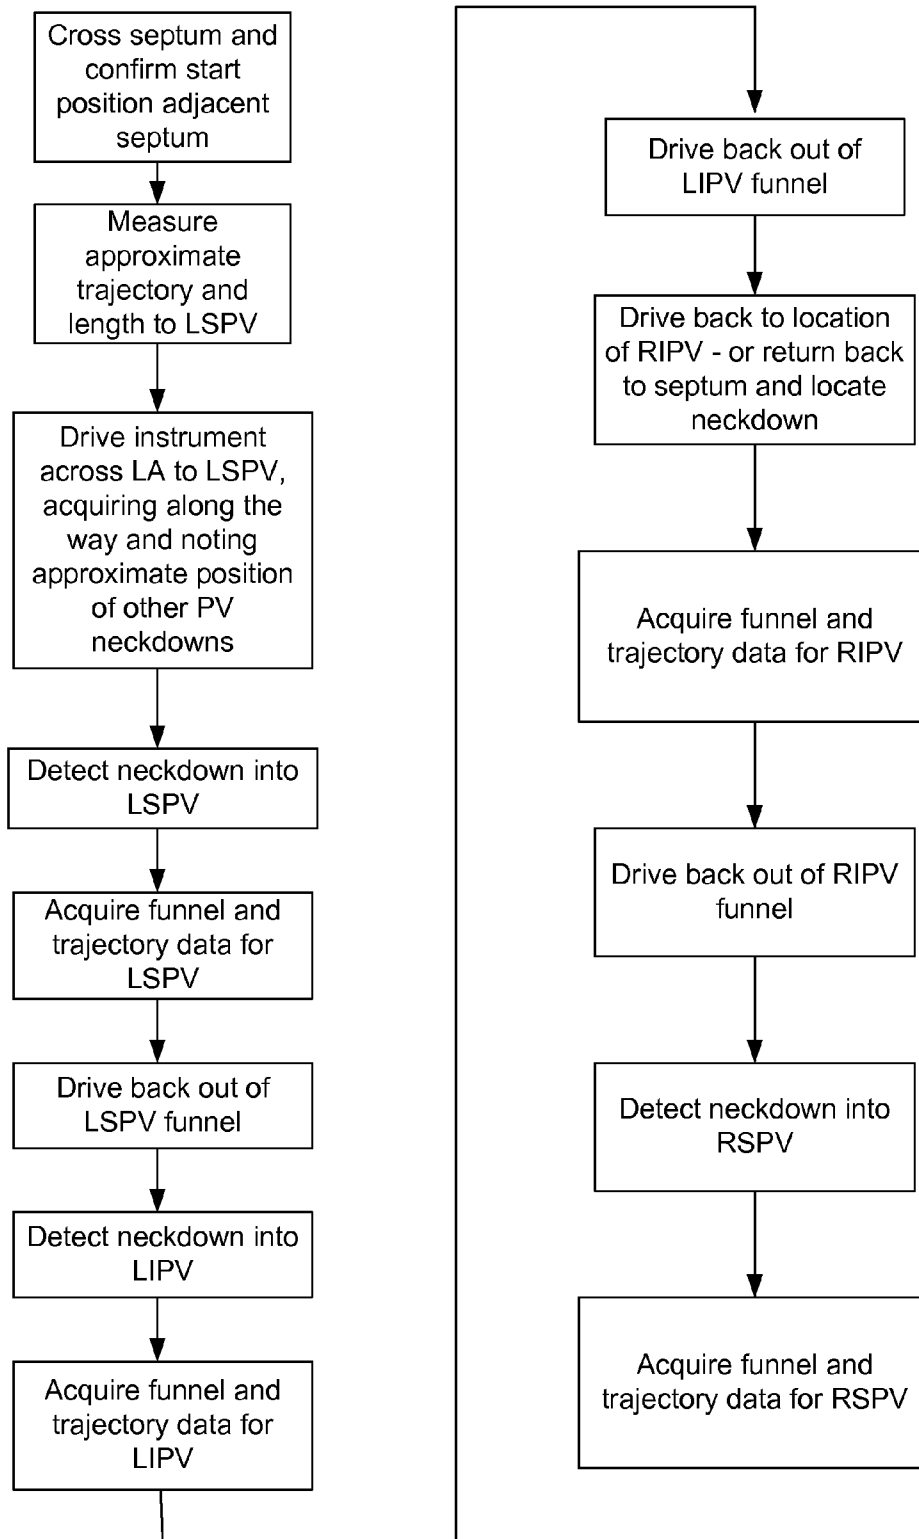 Cross septum and
confirm start
position adjacent
septum
Measure
approximate
trajectory and
length to LSPV
Drive instrument
across LA to LSPV,
acquiring along the
way and noting
approximate position
of other PV
neckdowns
Detect neckdown into
LSPV
Acquire funnel and
trajectory data for
LSPV
Drive back out of
LSPV funnel
Detect neckdown into
LIPV
Acquire funnel and
trajectory data for
LIPV
Drive back out of
LIPV funnel
Drive back to location
of RIPV - or return back
to septum and locate
neckdown
Acquire funnel and
trajectory data for RIPV
Drive back out of RIPV
funnel
Detect neckdown into
RSPV
Acquire funnel and
trajectory data for RSPV